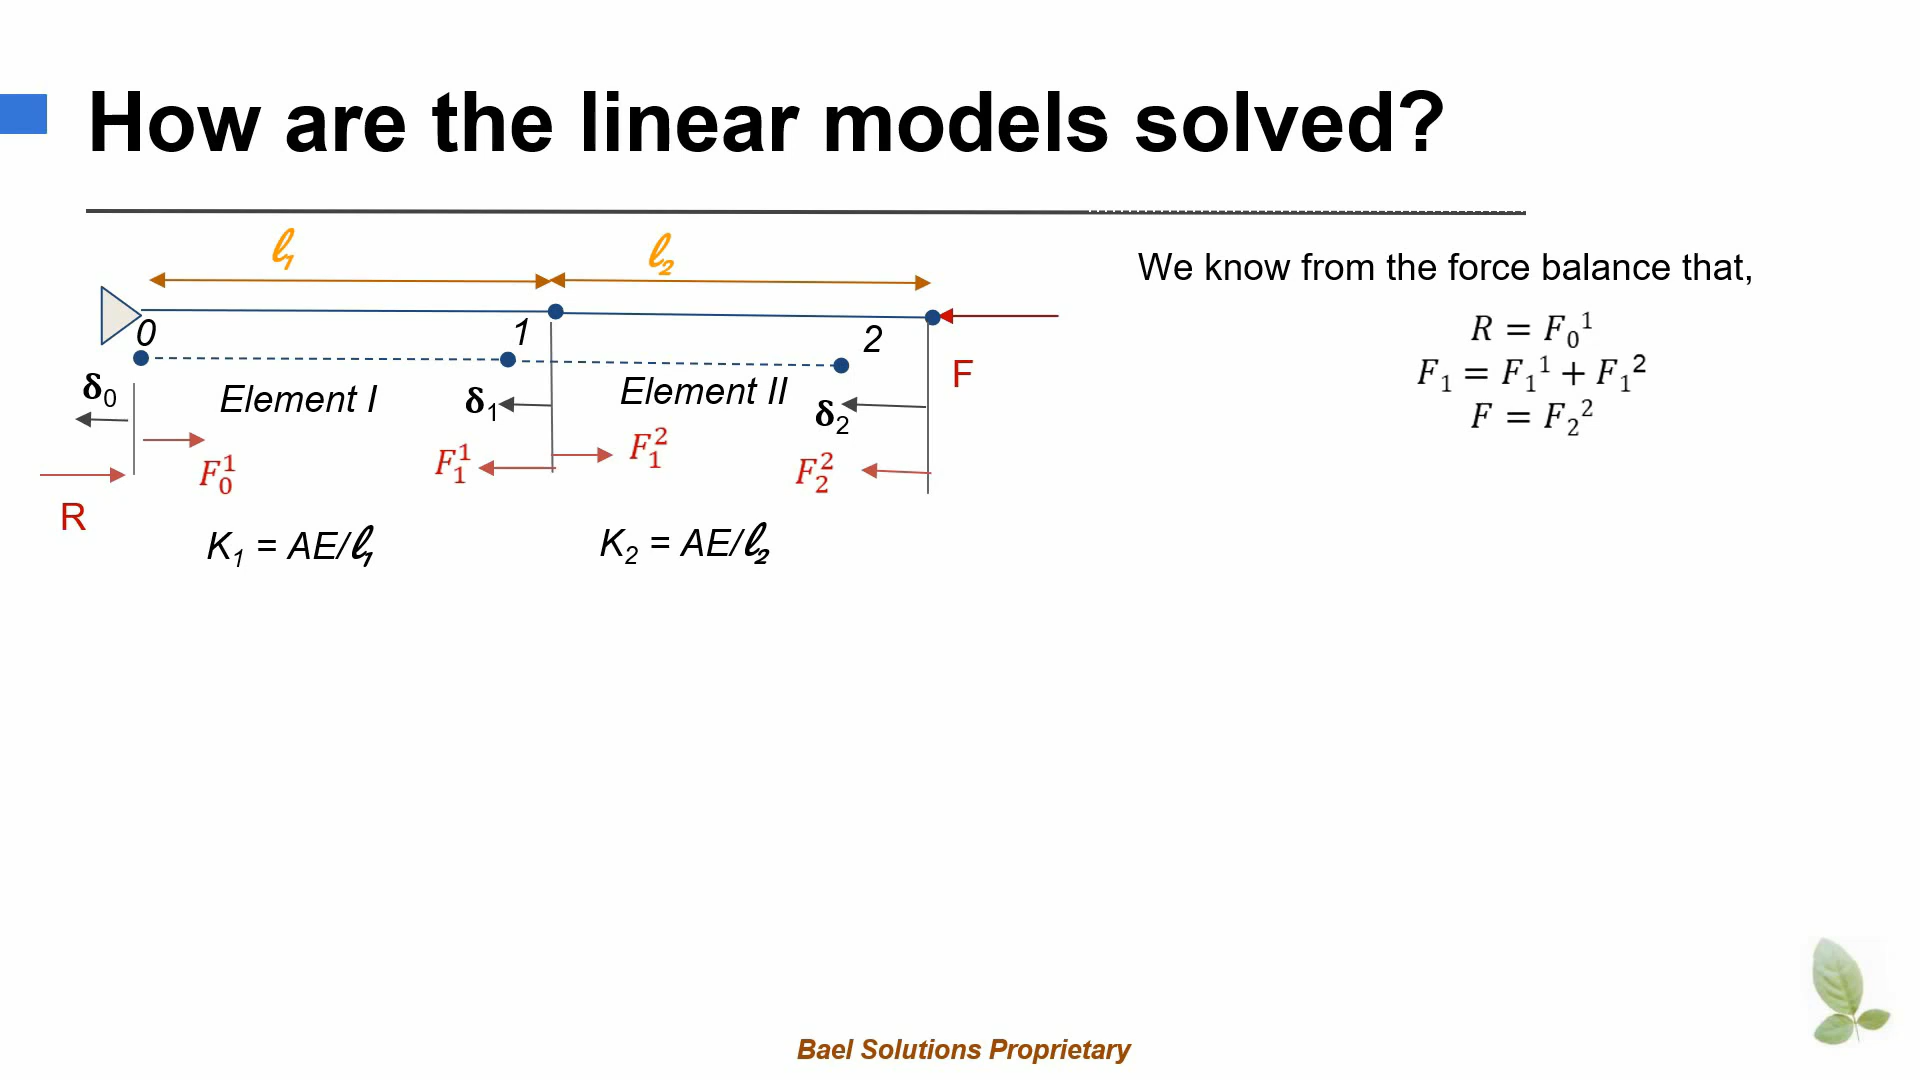 How are the linear models solved?
ℓ₁ ℓ₂
We know from the force balance that,
R = F₀¹
F₁ = F₁¹ + F₁²
F = F₂²
0 1 2
F
δ₀ Element I δ₁ Element II δ₂
F₀¹ F₁¹ F₁² F₂²
R
K₁ = AE/ℓ₁ K₂ = AE/ℓ₂
Bael Solutions Proprietary